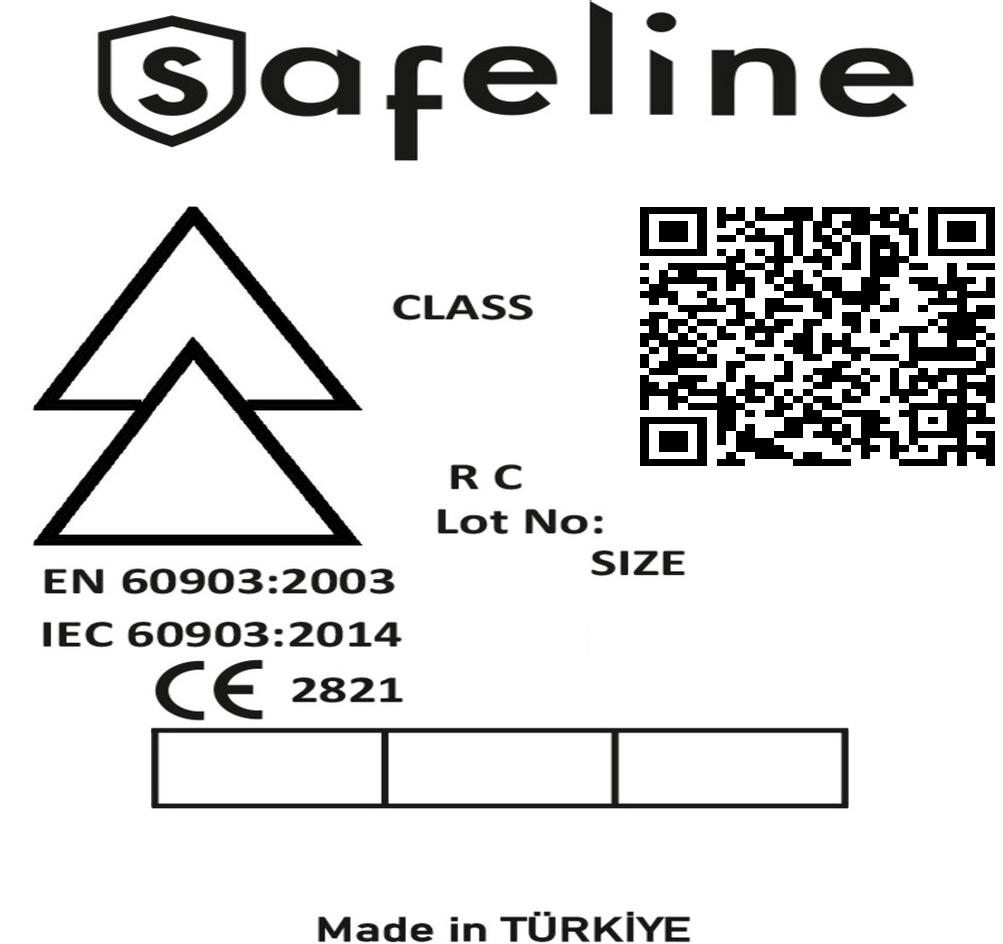 safeline
CLASS
R C
Lot No:
SIZE
EN 60903:2003
IEC 60903:2014
CE 2821
Made in TÜRKİYE